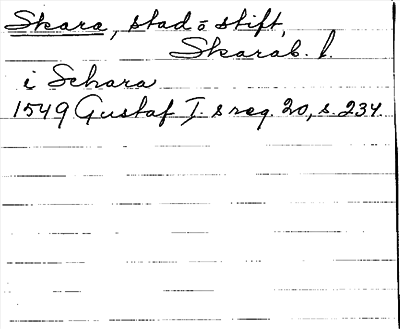 Skara, stad o stift,
Skarab. l.
i Schara
1549 Gustaf I. s reg. 20, s. 234